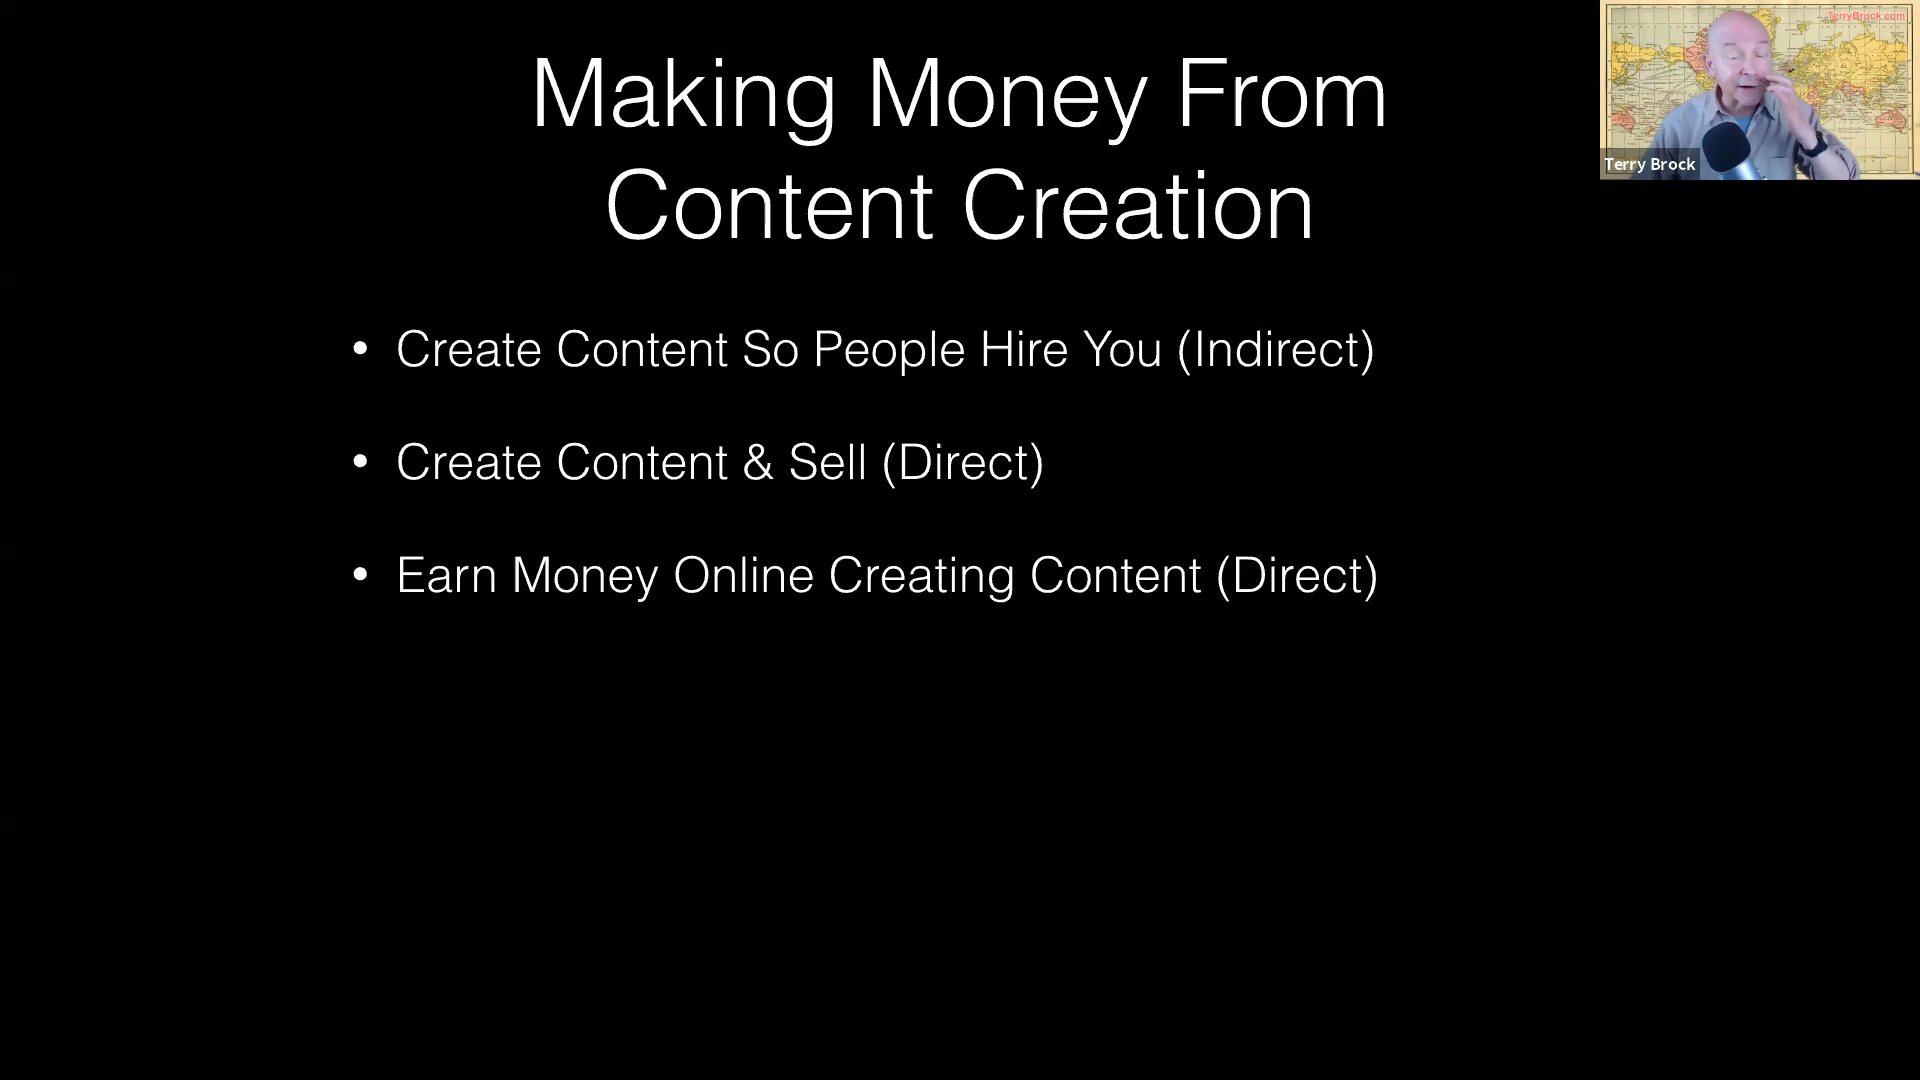 Making Money From
Content Creation
• Create Content So People Hire You (Indirect)
• Create Content & Sell (Direct)
• Earn Money Online Creating Content (Direct)
TerryBrock.com
Terry Brock